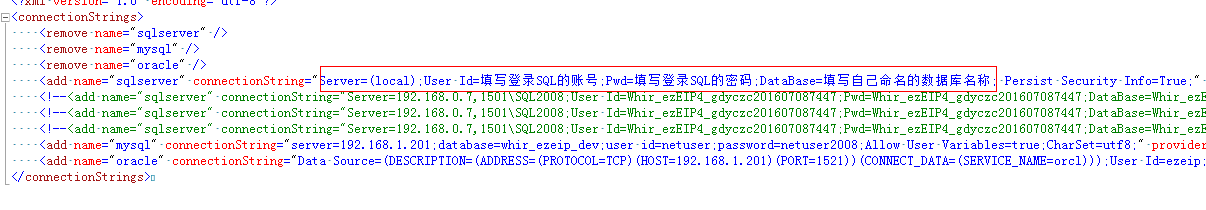 <?xml version="1.0" encoding="utf-8"?>
<connectionStrings>
<remove name="sqlserver" />
<remove name="mysql" />
<remove name="oracle" />
<add name="sqlserver" connectionString="Server=(local);User Id=填写登录SQL的账号;Pwd=填写登录SQL的密码;DataBase=填写自己命名的数据库名称; Persist Security Info=True;"
<!--<add name="sqlserver" connectionString="Server=192.168.0.7,1501\SQL2008;User Id=Whir_ezEIP4_gdyczc201607087447;Pwd=Whir_ezEIP4_gdyczc201607087447;DataBase=Whir_ezE
<!--<add name="sqlserver" connectionString="Server=192.168.0.7,1501\SQL2008;User Id=Whir_ezEIP4_gdyczc201607087447;Pwd=Whir_ezEIP4_gdyczc201607087447;DataBase=Whir_ezE
<!--<add name="sqlserver" connectionString="Server=192.168.0.7,1501\SQL2008;User Id=Whir_ezEIP4_gdyczc201607087447;Pwd=Whir_ezEIP4_gdyczc201607087447;DataBase=Whir_ezE
<add name="mysql" connectionString="server=192.168.1.201;database=whir_ezeip_dev;user id=netuser;password=netuser2008;Allow User Variables=true;CharSet=utf8;" provider
<add name="oracle" connectionString="Data Source=(DESCRIPTION=(ADDRESS=(PROTOCOL=TCP)(HOST=192.168.1.201)(PORT=1521))(CONNECT_DATA=(SERVICE_NAME=orcl)));User Id=ezeip;
</connectionStrings>